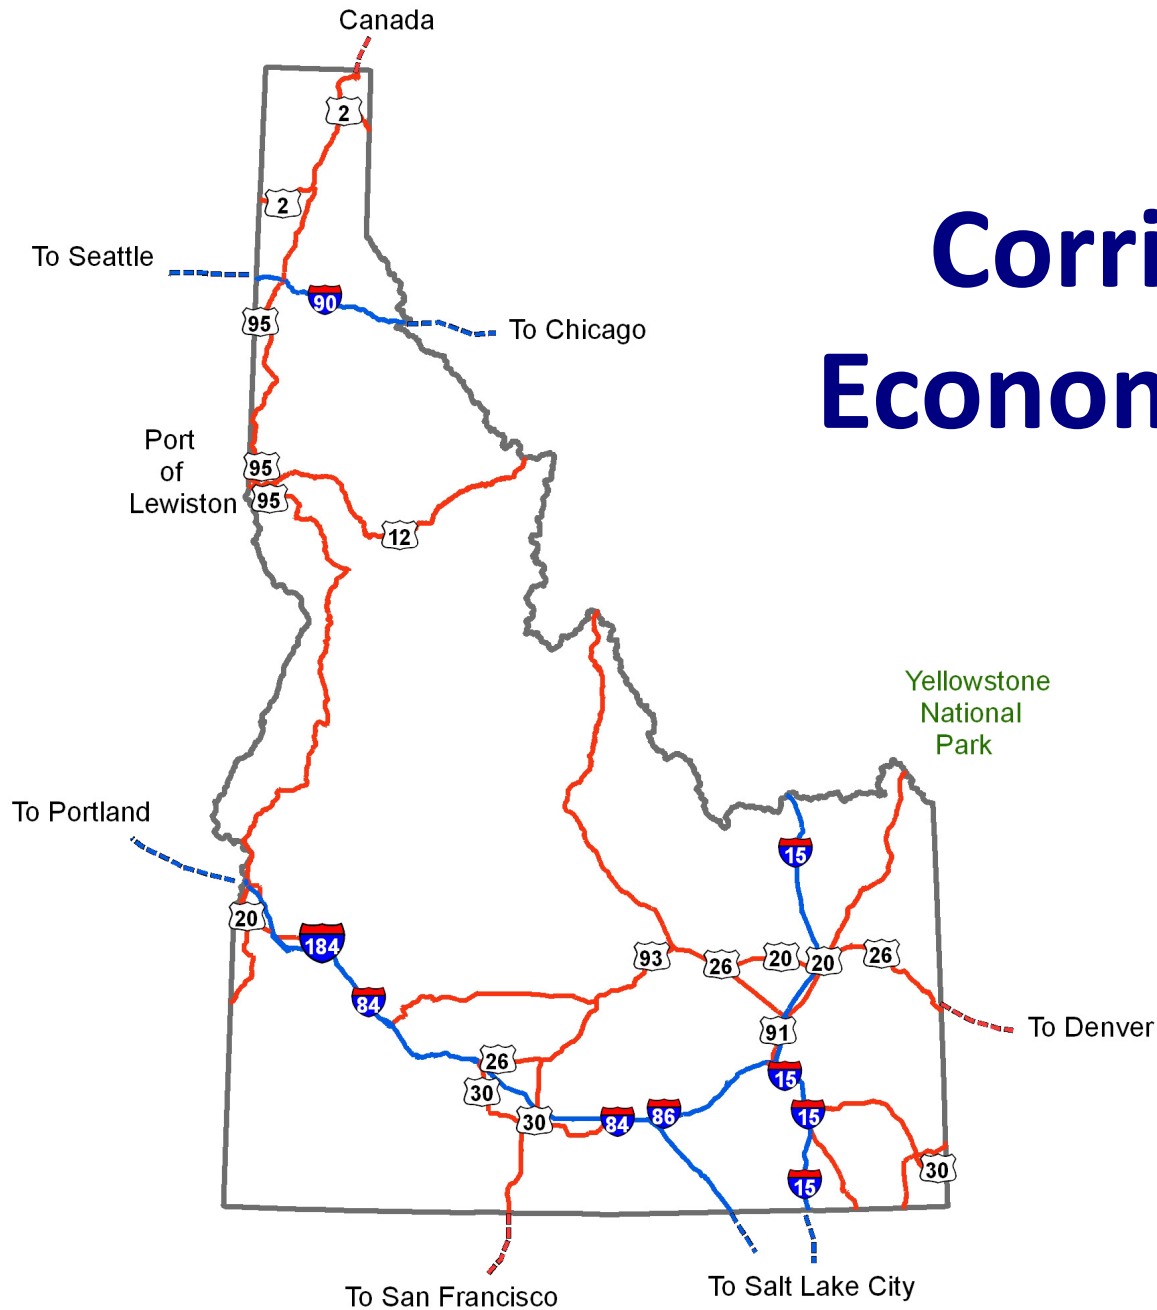 Canada
2
2
Corri
To Seattle
90
95
To Chicago
Econon
Port
of
Lewiston
95
95
12
Yellowstone
National
Park
To Portland
15
20
184
93
26
20
20
26
84
91
To Denver
26
15
30
30
84
86
15
30
15
To San Francisco
To Salt Lake City